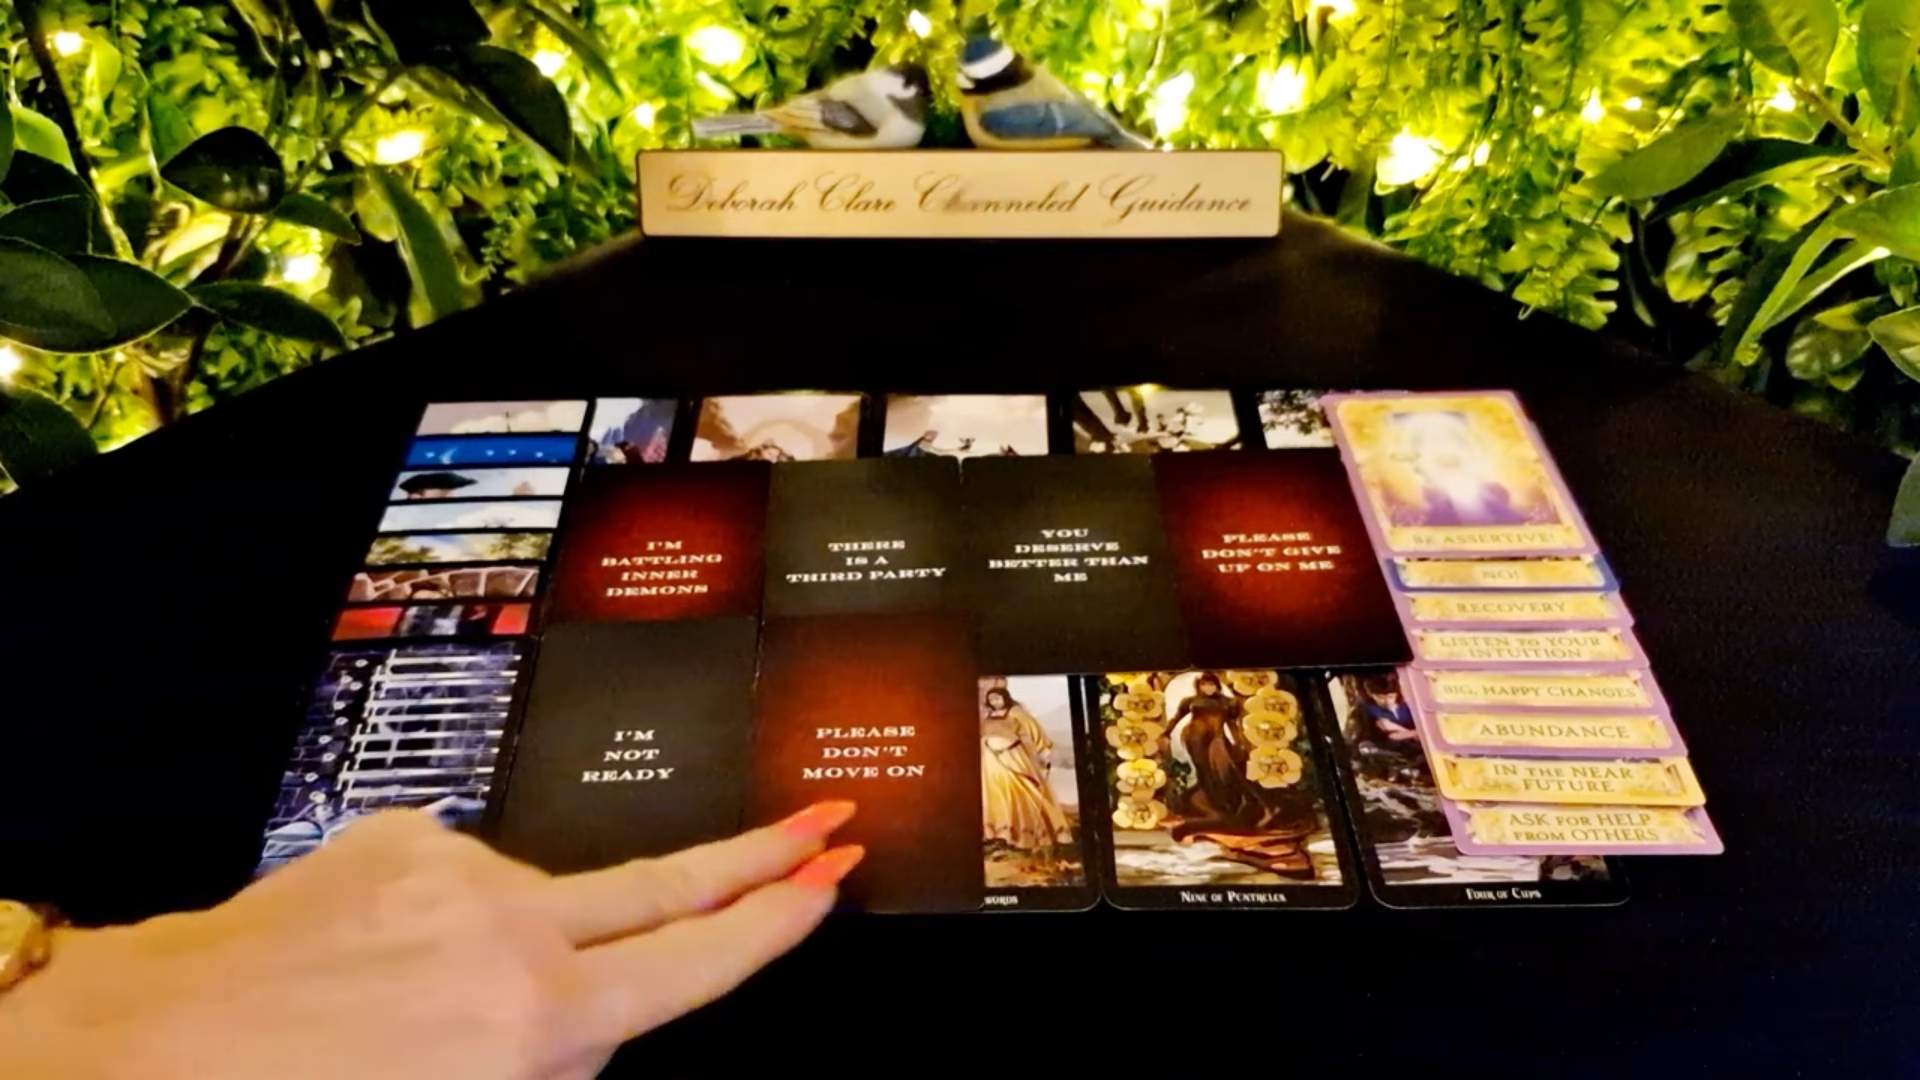 Deborah Clare Channeled Guidance
I'M
BATTLING
INNER
DEMONS
THERE
IS A
THIRD PARTY
YOU
DESERVE
BETTER THAN
ME
PLEASE
DON'T GIVE
UP ON ME
BE ASSERTIVE!
NO!
RECOVERY
LISTEN TO YOUR
INTUITION
BIG, HAPPY CHANGES
ABUNDANCE
IN THE NEAR
FUTURE
ASK FOR HELP
FROM OTHERS
I'M
NOT
READY
PLEASE
DON'T
MOVE ON
WORDS
NINE OF PENTACLES
FOUR OF CUPS